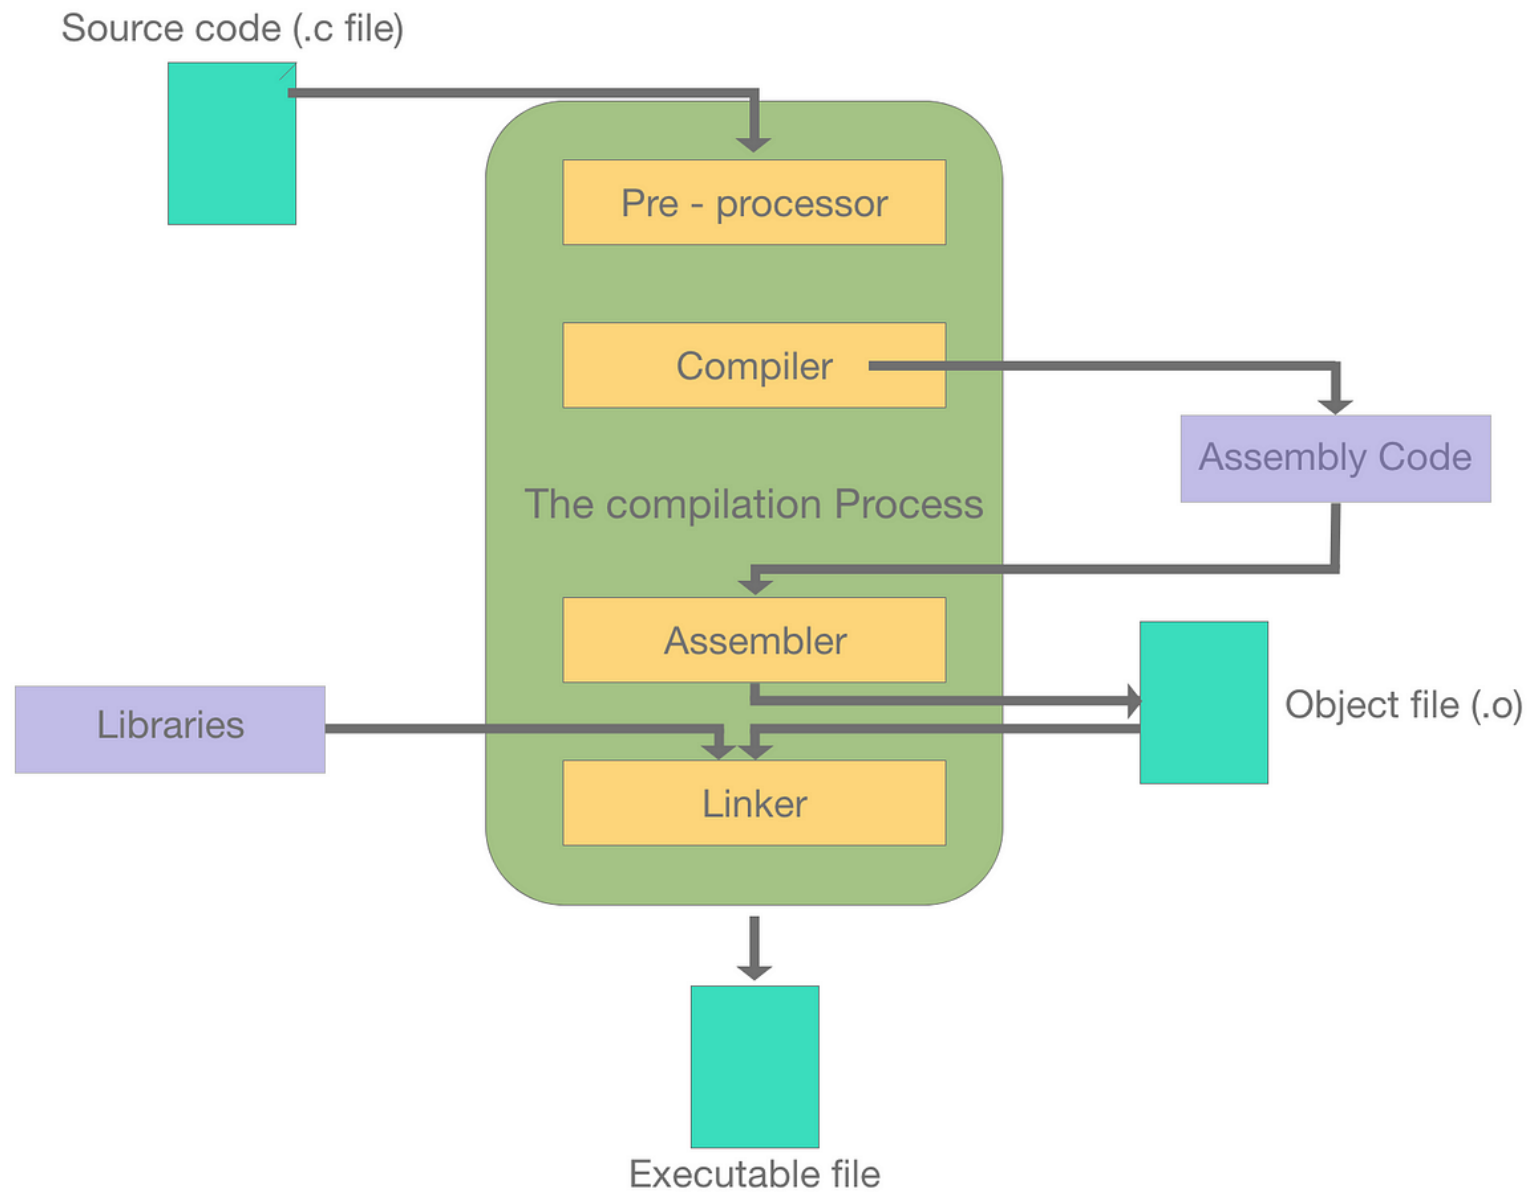 Source code (.c file)
Pre - processor
Compiler
Assembly Code
The compilation Process
Assembler
Object file (.o)
Libraries
Linker
Executable file